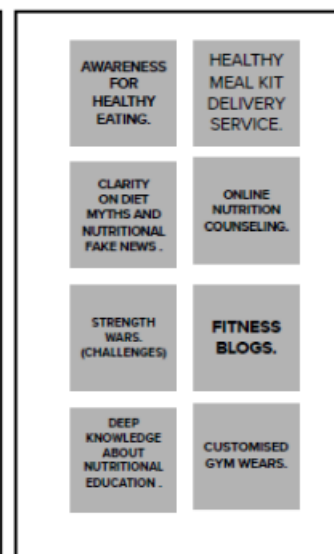 AWARENESS
FOR
HEALTHY
EATING.
HEALTHY
MEAL KIT
DELIVERY
SERVICE.
CLARITY
ON DIET
MYTHS AND
NUTRITIONAL
FAKE NEWS .
ONLINE
NUTRITION
COUNSELING.
STRENGTH
WARS.
(CHALLENGES)
FITNESS
BLOGS.
DEEP
KNOWLEDGE
ABOUT
NUTRITIONAL
EDUCATION .
CUSTOMISED
GYM WEARS.